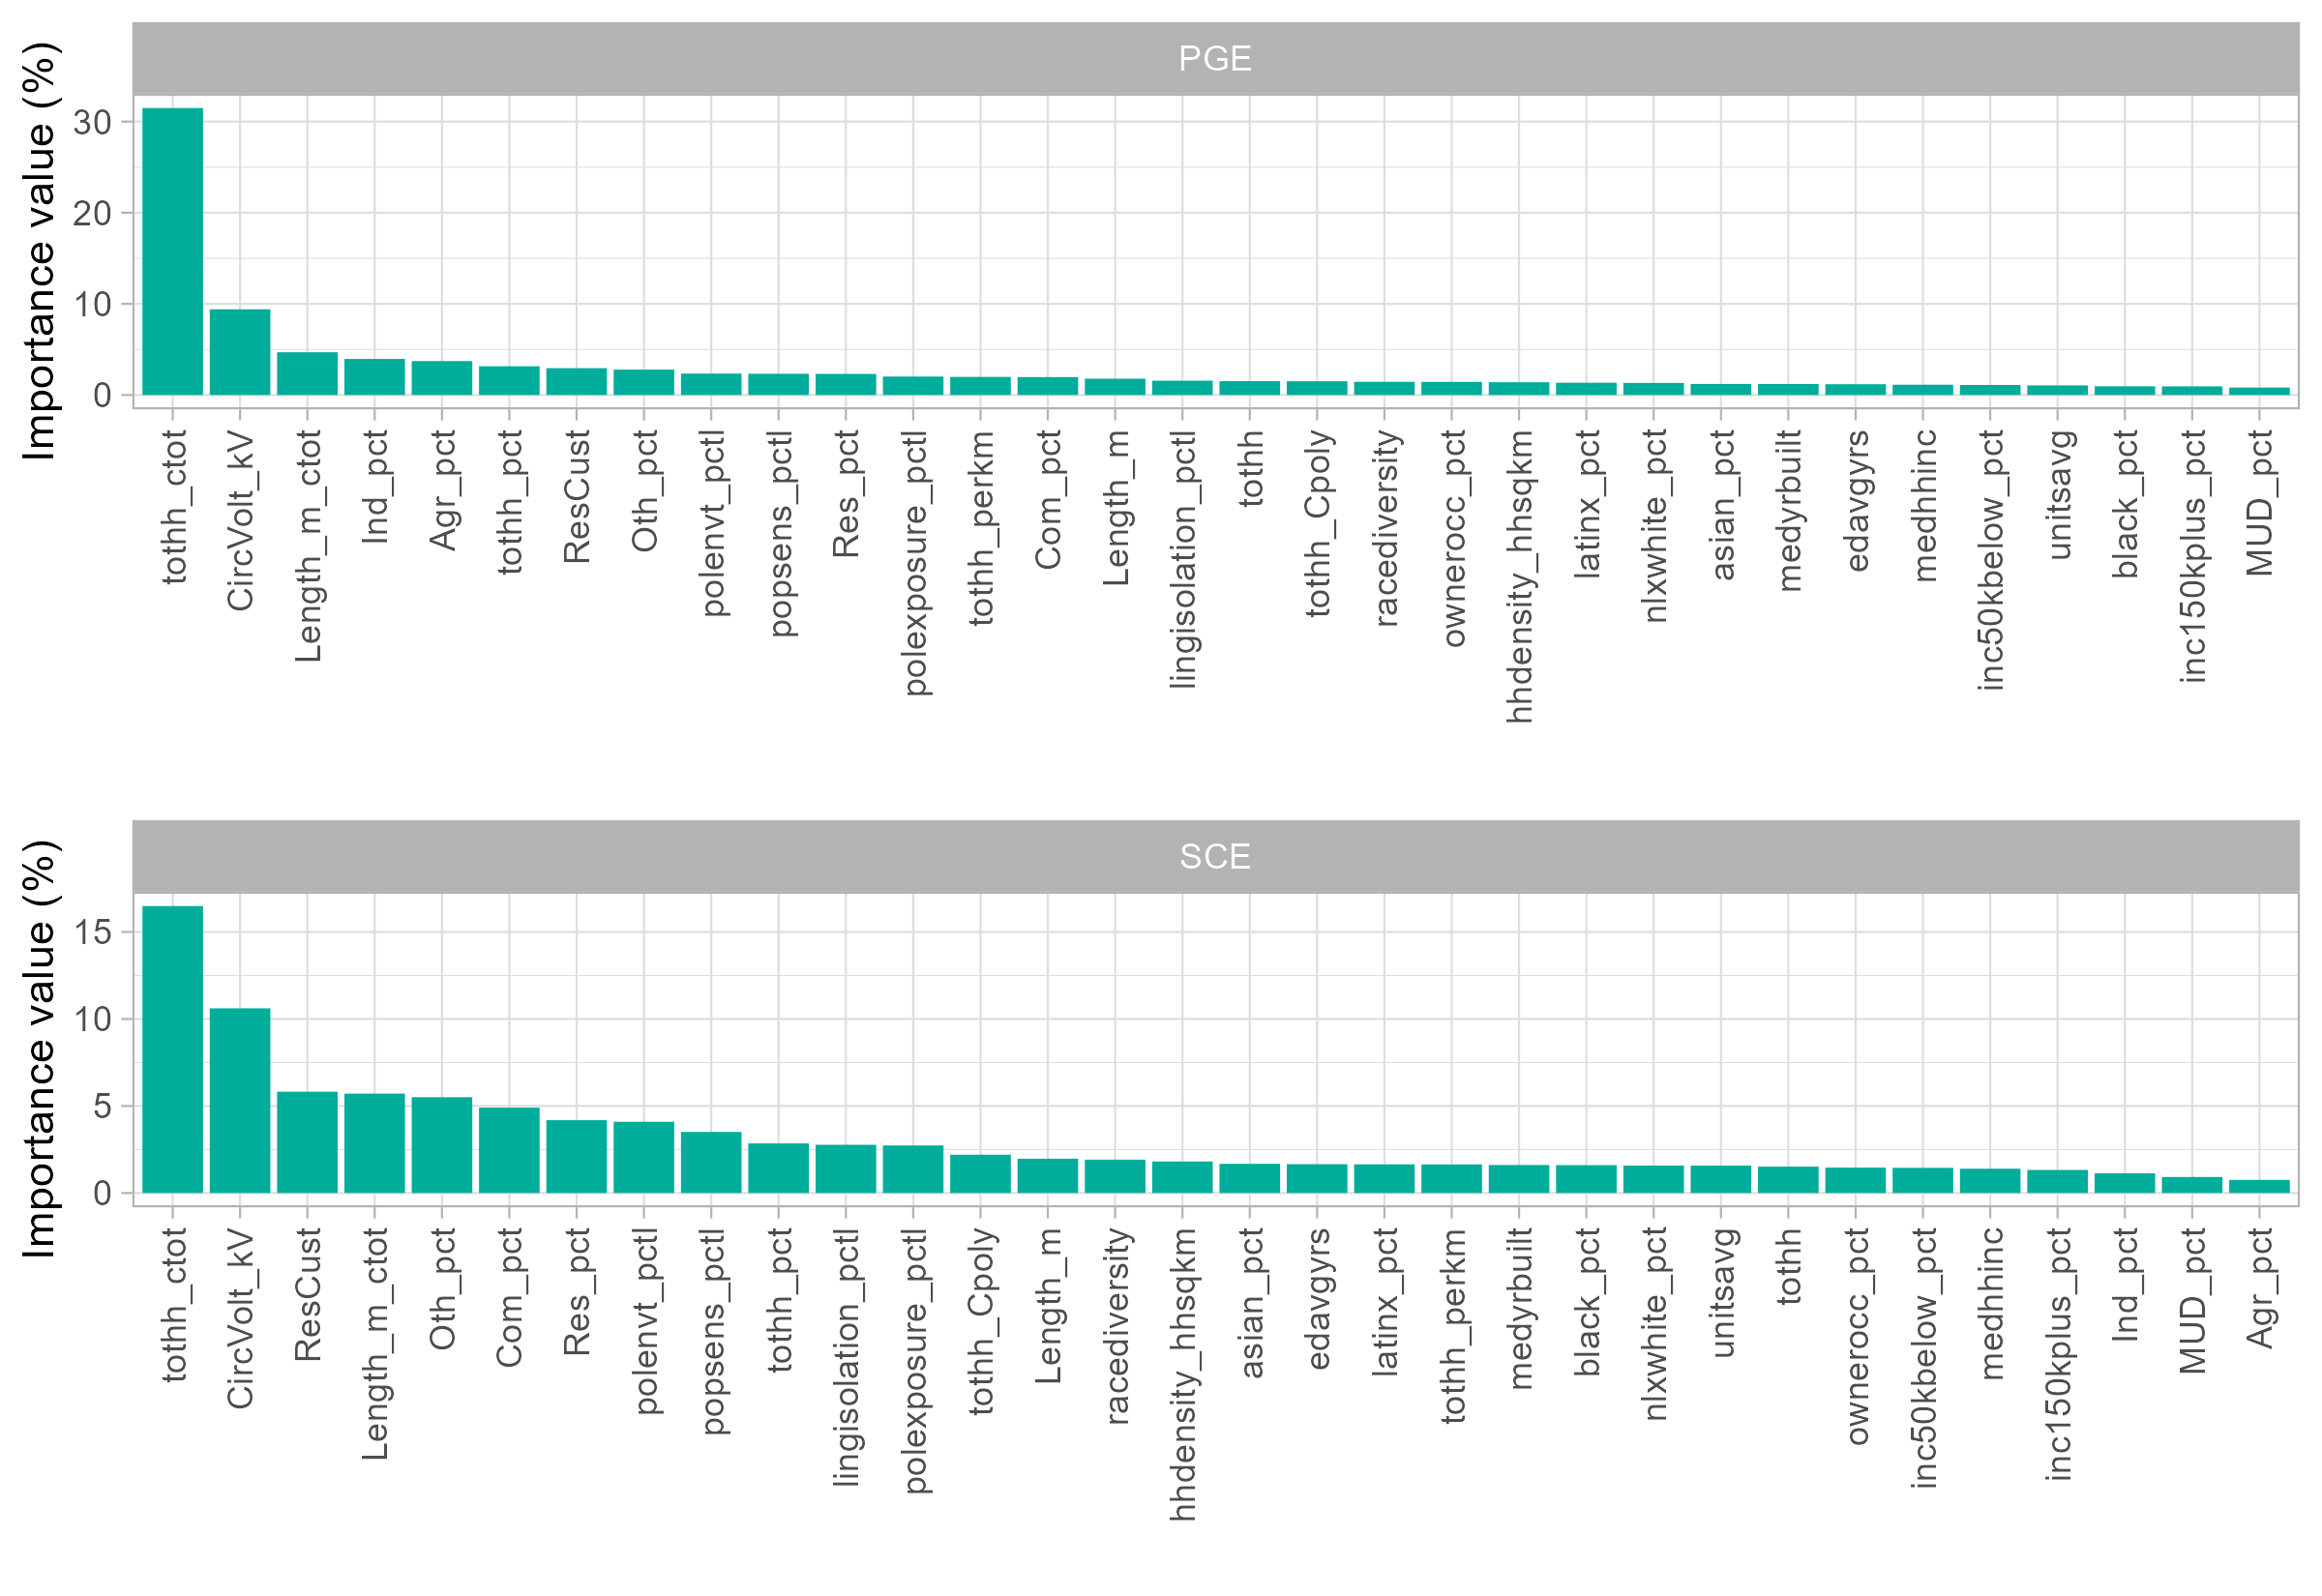 PGE
Importance value (%)
30
20
10
0
tothh_ctot
CircVolt_kV
Length_m_ctot
Ind_pct
Agr_pct
tothh_pct
ResCust
Oth_pct
polenvt_pctl
popsens_pctl
Res_pct
polexposure_pctl
tothh_perkm
Com_pct
Length_m
lingisolation_pctl
tothh
tothh_Cpoly
racediversity
ownerocc_pct
hhdensity_hhsqkm
latinx_pct
nlxwhite_pct
asian_pct
medyrbuilt
edavgyrs
medhhinc
inc50kbelow_pct
unitsavg
black_pct
inc150kplus_pct
MUD_pct
SCE
Importance value (%)
15
10
5
0
tothh_ctot
CircVolt_kV
ResCust
Length_m_ctot
Oth_pct
Com_pct
Res_pct
polenvt_pctl
popsens_pctl
tothh_pct
lingisolation_pctl
polexposure_pctl
tothh_Cpoly
Length_m
racediversity
hhdensity_hhsqkm
asian_pct
edavgyrs
latinx_pct
tothh_perkm
medyrbuilt
black_pct
nlxwhite_pct
unitsavg
tothh
ownerocc_pct
inc50kbelow_pct
medhhinc
inc150kplus_pct
Ind_pct
MUD_pct
Agr_pct